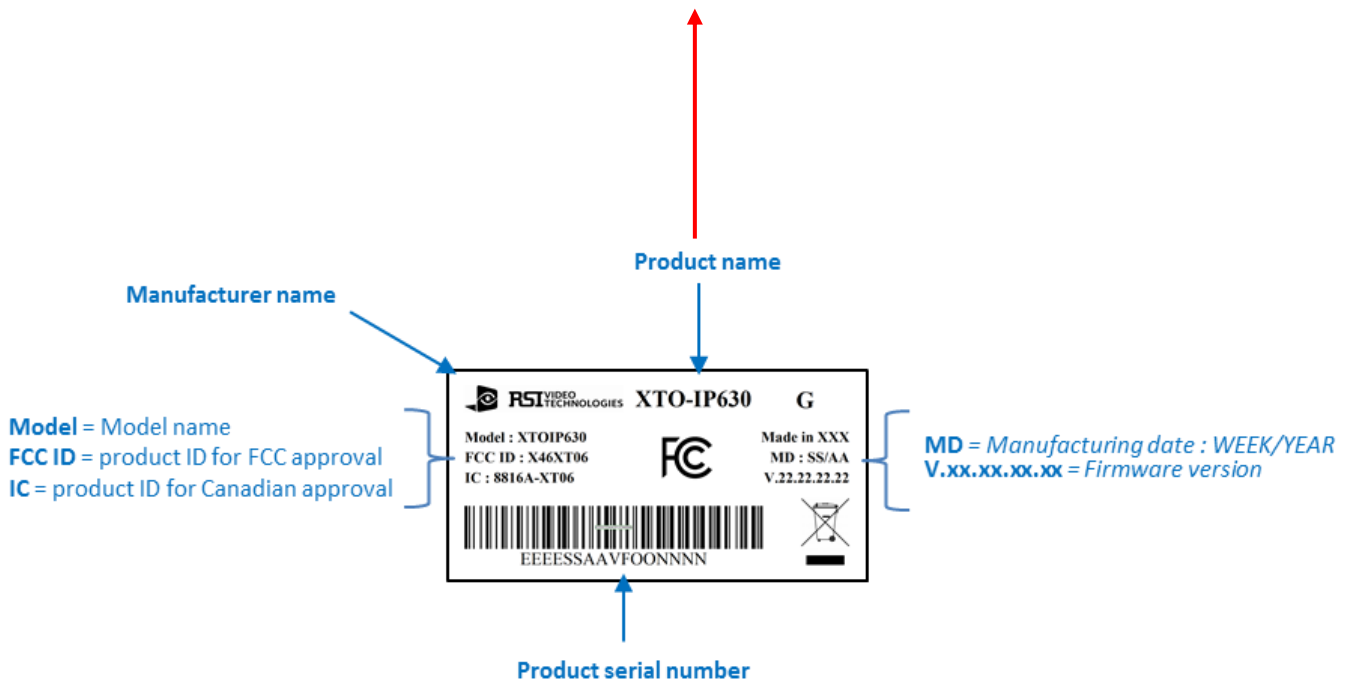 Product name
Manufacturer name
RSI VIDEO TECHNOLOGIES XTO-IP630 G
Model = Model name
FCC ID = product ID for FCC approval
IC = product ID for Canadian approval
Model : XTOIP630
FCC ID : X46XT06
IC : 8816A-XT06
FC
Made in XXX
MD : SS/AA
V.22.22.22.22
MD = Manufacturing date : WEEK/YEAR
V.xx.xx.xx.xx = Firmware version
EEEESSAAVFOONNNN
Product serial number